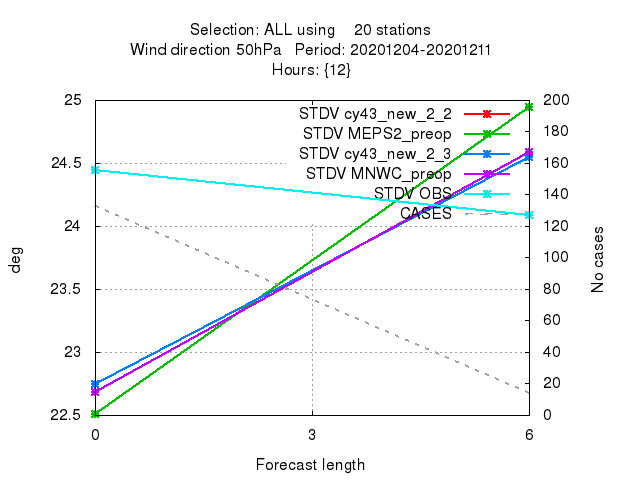 Selection: ALL using    20 stations
Wind direction 50hPa   Period: 20201204-20201211
Hours: {12}
25
24.5
24
23.5
23
22.5
deg
STDV cy43_new_2_2
STDV MEPS2_preop
STDV cy43_new_2_3
STDV MNWC_preop
STDV OBS
CASES
200
180
160
140
120
100
80
60
40
20
0
No cases
0 3 6
Forecast length